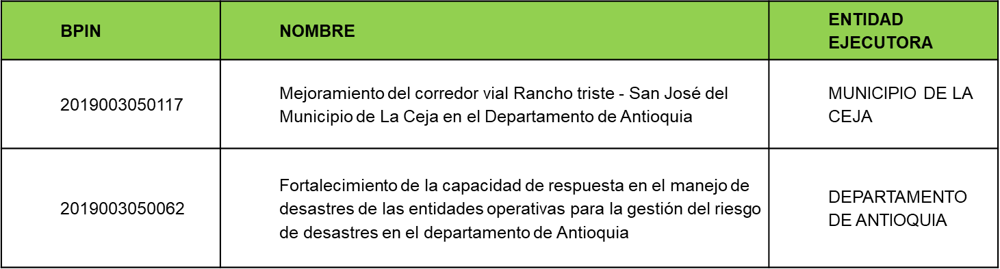 BPIN
NOMBRE
ENTIDAD
EJECUTORA
2019003050117
Mejoramiento del corredor vial Rancho triste - San José del
Municipio de La Ceja en el Departamento de Antioquia
MUNICIPIO DE LA
CEJA
2019003050062
Fortalecimiento de la capacidad de respuesta en el manejo de
desastres de las entidades operativas para la gestión del riesgo
de desastres en el departamento de Antioquia
DEPARTAMENTO
DE ANTIOQUIA